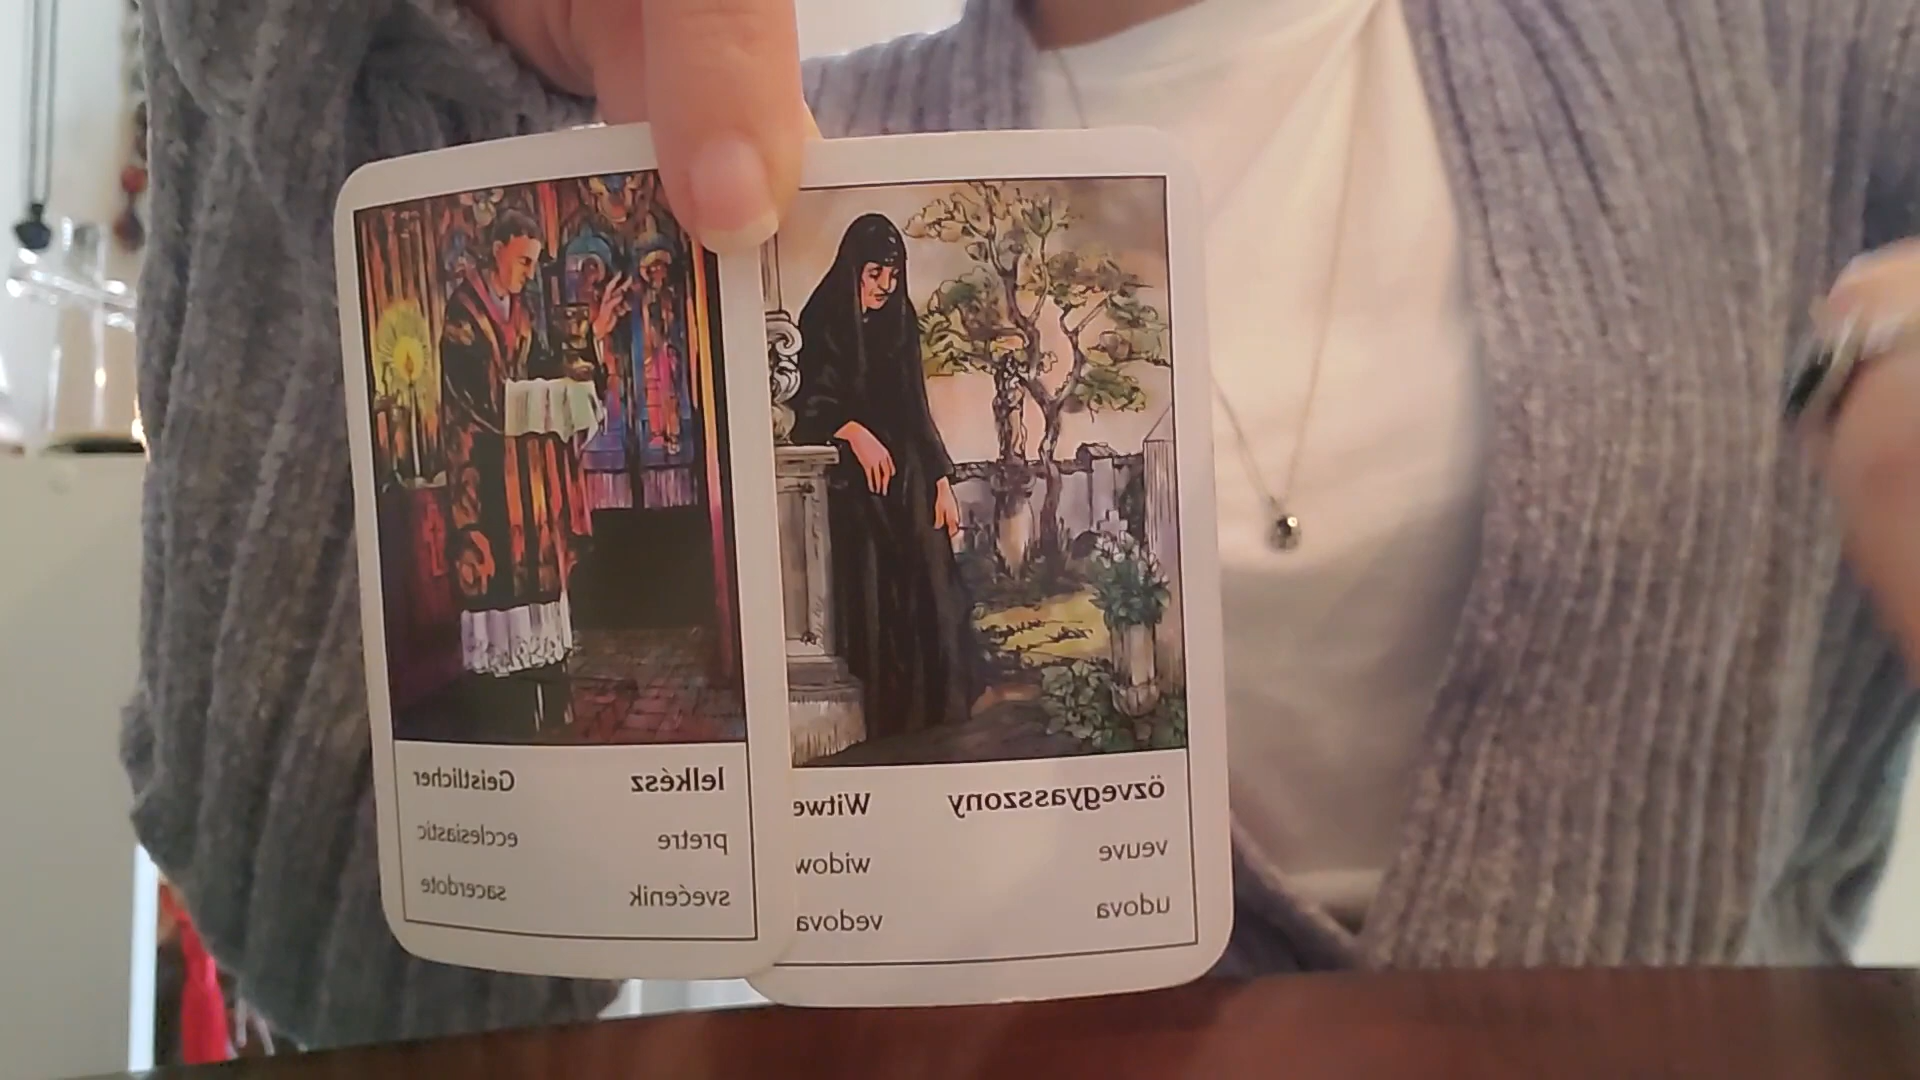 lelkész Geistlicher
pretre ecclesiastic
svećenik sacerdote
özvegyasszony Witwe
veuve widow
udova vedova